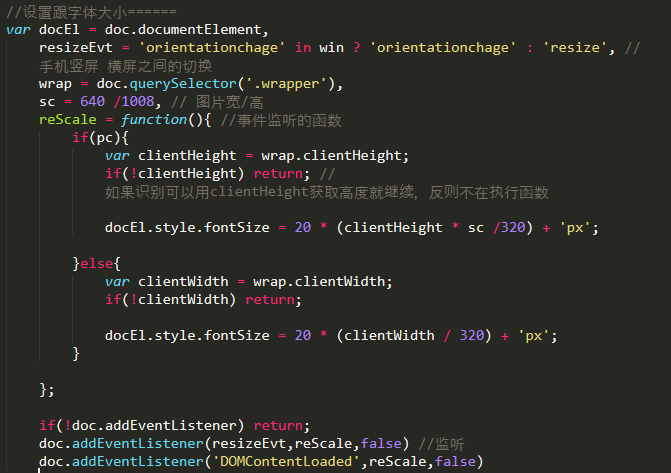 //设置跟字体大小======
var docEl = doc.documentElement,
    resizeEvt = 'orientationchage' in win ? 'orientationchage' : 'resize', //
    手机竖屏 横屏之间的切换
    wrap = doc.querySelector('.wrapper'),
    sc = 640 /1008, // 图片宽/高
    reScale = function(){ //事件监听的函数
        if(pc){
            var clientHeight = wrap.clientHeight;
            if(!clientHeight) return; //
            如果识别可以用clientHeight获取高度就继续，反则不在执行函数
            docEl.style.fontSize = 20 * (clientHeight * sc /320) + 'px';
        }else{
            var clientWidth = wrap.clientWidth;
            if(!clientWidth) return;
            docEl.style.fontSize = 20 * (clientWidth / 320) + 'px';
        }
    };
    if(!doc.addEventListener) return;
    doc.addEventListener(resizeEvt,reScale,false) //监听
    doc.addEventListener('DOMContentLoaded',reScale,false)